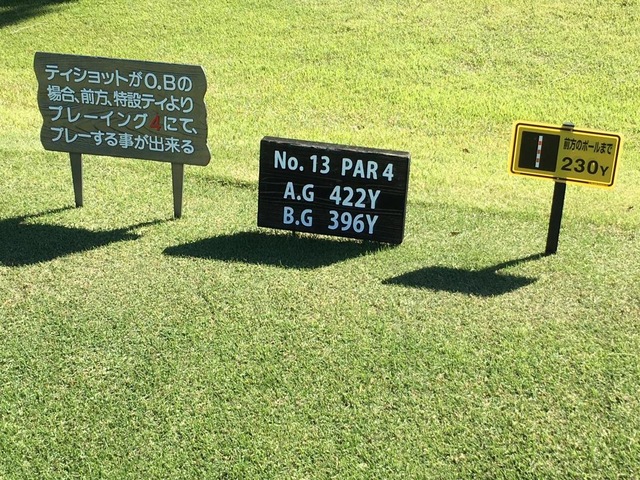 ティショットがO.Bの
場合、前方、特設ティより
プレーイング4にて、
プレーする事が出来る
No. 13 PAR 4
A.G 422Y
B.G 396Y
前方のポールまで
230Y